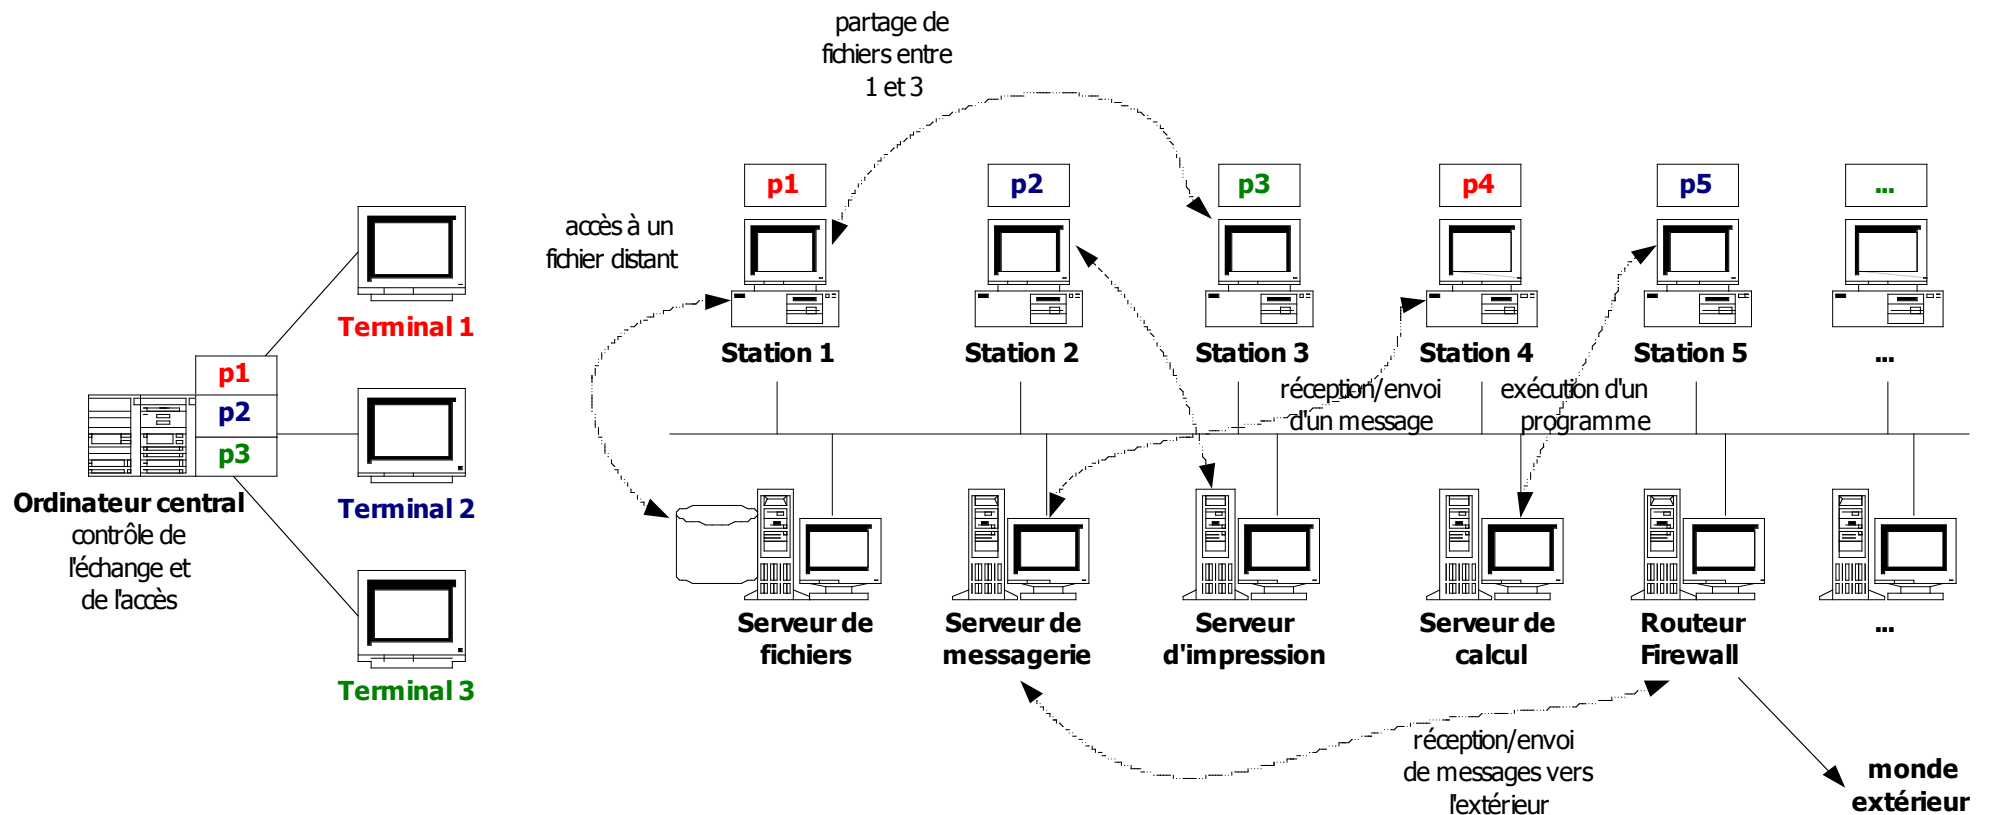 partage de
fichiers entre
1 et 3
p1
p2
p3
p4
p5
...
accès à un
fichier distant
Terminal 1
Station 1
Station 2
Station 3
Station 4
Station 5
...
p1
p2
p3
réception/envoi
d'un message
exécution d'un
programme
Ordinateur central
contrôle de
l'échange et
de l'accès
Terminal 2
Terminal 3
Serveur de
fichiers
Serveur de
messagerie
Serveur
d'impression
Serveur de
calcul
Routeur
Firewall
...
réception/envoi
de messages vers
l'extérieur
monde
extérieur